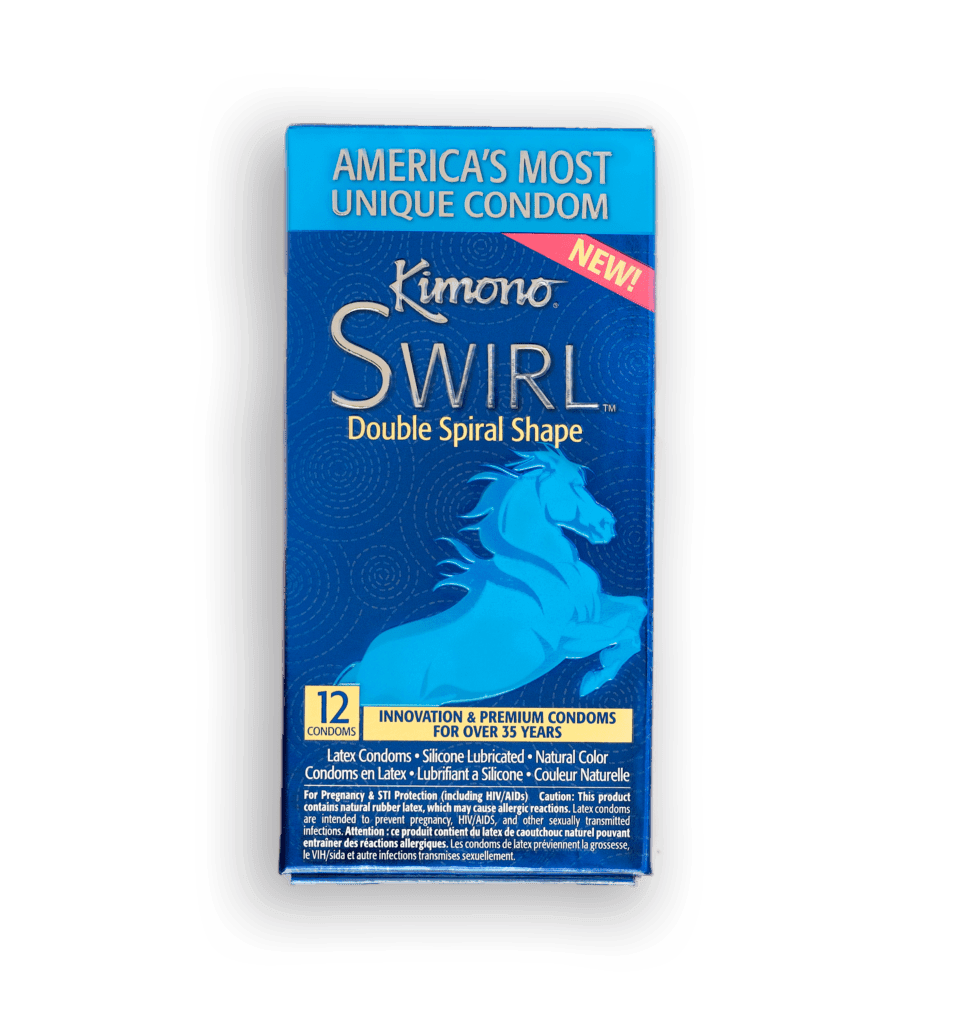 AMERICA'S MOST
UNIQUE CONDOM
NEW!
Kimono®
SWIRL™
Double Spiral Shape
12
CONDOMS
INNOVATION & PREMIUM CONDOMS
FOR OVER 35 YEARS
Latex Condoms • Silicone Lubricated • Natural Color
Condoms en Latex • Lubrifiant a Silicone • Couleur Naturelle
For Pregnancy & STI Protection (including HIV/AIDs) Caution: This product
contains natural rubber latex, which may cause allergic reactions. Latex condoms
are intended to prevent pregnancy, HIV/AIDS, and other sexually transmitted
infections. Attention : ce produit contient du latex de caoutchouc naturel pouvant
entraîner des réactions allergiques. Les condoms de latex préviennent la grossesse,
le VIH/sida et autre infections transmises sexuellement.